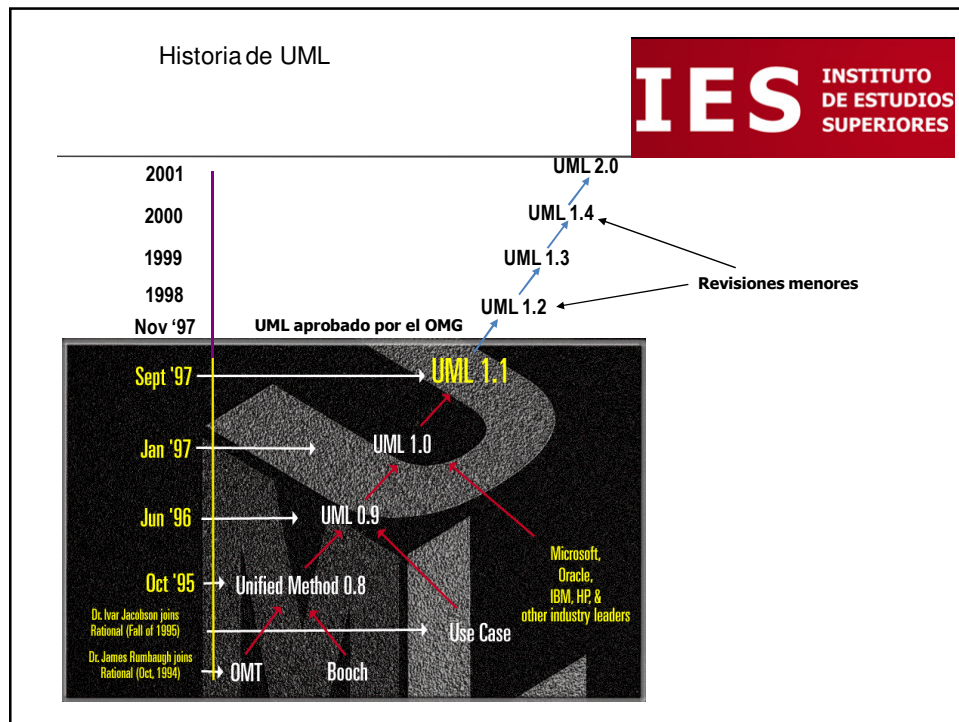 Historia de UML
IES
INSTITUTO
DE ESTUDIOS
SUPERIORES
2001
UML 2.0
2000
UML 1.4
1999
UML 1.3
Revisiones menores
1998
UML 1.2
Nov ‘97
UML aprobado por el OMG
Sept '97
UML 1.1
Jan '97
UML 1.0
Jun '96
UML 0.9
Microsoft,
Oracle,
IBM, HP, &
other industry leaders
Oct '95
Unified Method 0.8
Dr. Ivar Jacobson joins
Rational (Fall of 1995)
Use Case
Dr. James Rumbaugh joins
Rational (Oct, 1994)
OMT
Booch